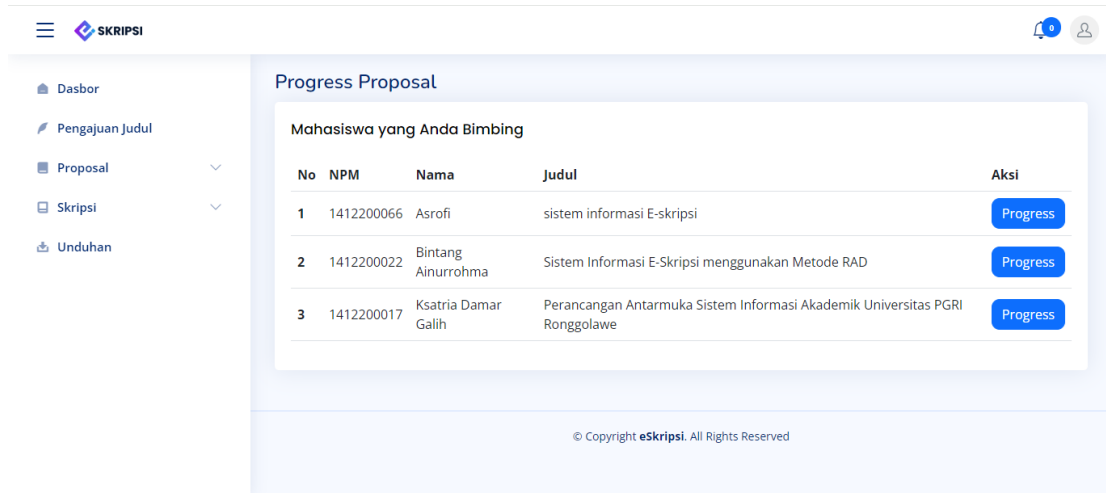 SKRIPSI
0
Dasbor
Pengajuan Judul
Proposal
Skripsi
Unduhan
Progress Proposal
Mahasiswa yang Anda Bimbing
No NPM Nama Judul Aksi
1 1412200066 Asrofi sistem informasi E-skripsi Progress
2 1412200022 Bintang Ainurrohma Sistem Informasi E-Skripsi menggunakan Metode RAD Progress
3 1412200017 Ksatria Damar Galih Perancangan Antarmuka Sistem Informasi Akademik Universitas PGRI Ronggolawe Progress
© Copyright eSkripsi. All Rights Reserved